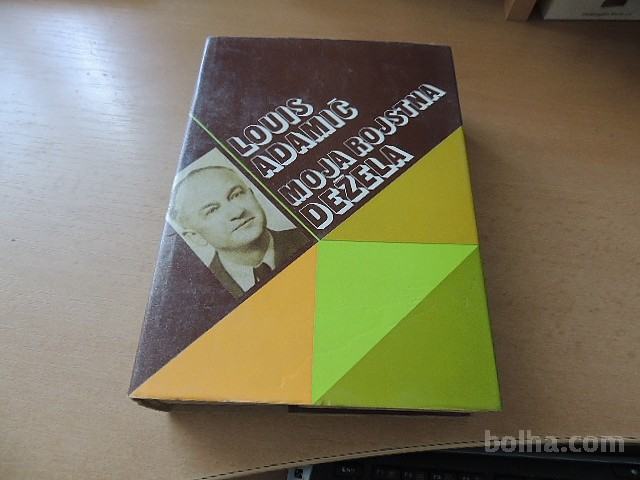 LOUIS
ADAMIČ
MOJA ROJSTNA
DEŽELA
bolha.com